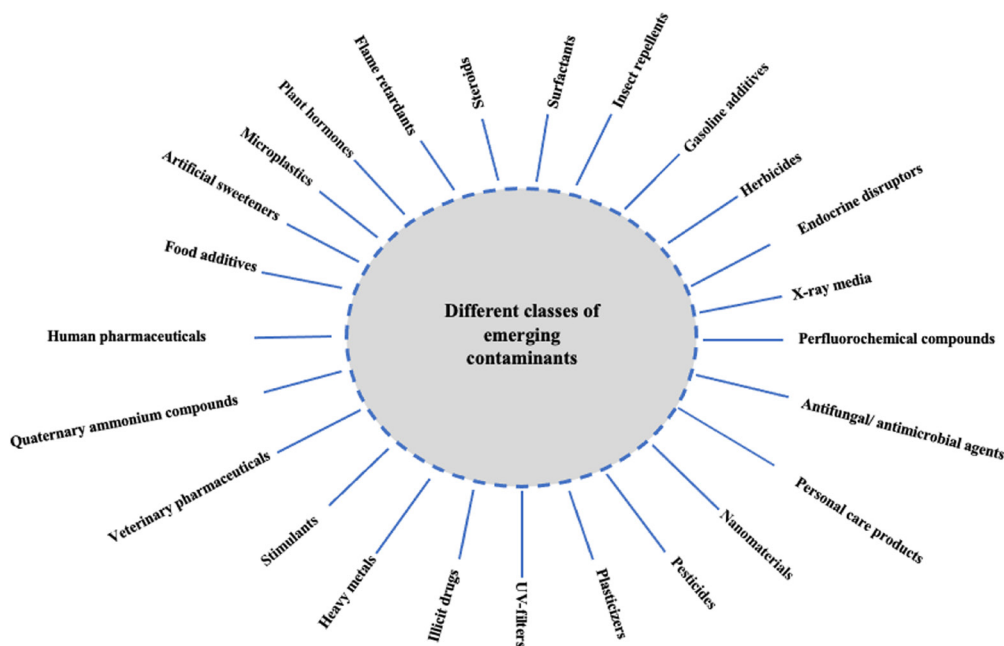 Different classes of
emerging
contaminants
Steroids
Surfactants
Insect repellents
Gasoline additives
Herbicides
Endocrine disruptors
X-ray media
Perfluorochemical compounds
Antifungal/ antimicrobial agents
Personal care products
Nanomaterials
Pesticides
Plasticizers
UV-filters
Illicit drugs
Heavy metals
Stimulants
Veterinary pharmaceuticals
Quaternary ammonium compounds
Human pharmaceuticals
Food additives
Artificial sweeteners
Microplastics
Plant hormones
Flame retardants